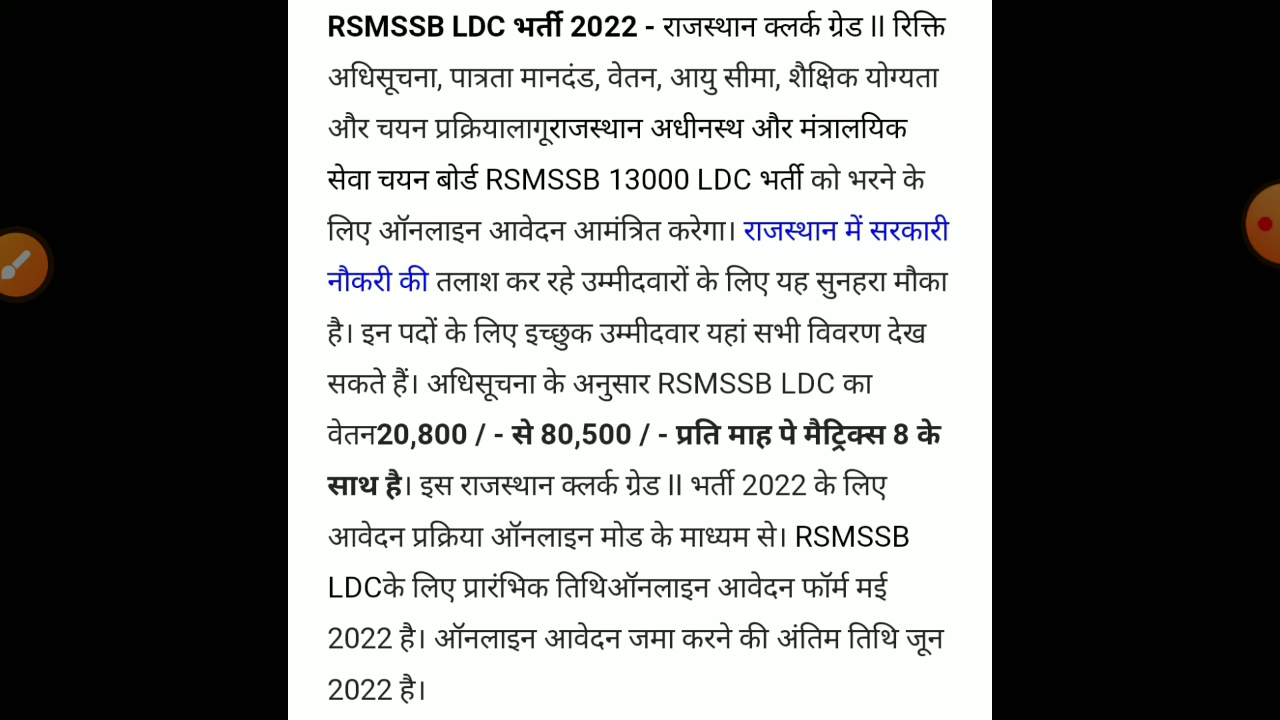 RSMSSB LDC भर्ती 2022 - राजस्थान क्लर्क ग्रेड II रिक्ति
अधिसूचना, पात्रता मानदंड, वेतन, आयु सीमा, शैक्षिक योग्यता
और चयन प्रक्रियालागूराजस्थान अधीनस्थ और मंत्रालयिक
सेवा चयन बोर्ड RSMSSB 13000 LDC भर्ती को भरने के
लिए ऑनलाइन आवेदन आमंत्रित करेगा। राजस्थान में सरकारी
नौकरी की तलाश कर रहे उम्मीदवारों के लिए यह सुनहरा मौका
है। इन पदों के लिए इच्छुक उम्मीदवार यहां सभी विवरण देख
सकते हैं। अधिसूचना के अनुसार RSMSSB LDC का
वेतन20,800 / - से 80,500 / - प्रति माह पे मैट्रिक्स 8 के
साथ है। इस राजस्थान क्लर्क ग्रेड II भर्ती 2022 के लिए
आवेदन प्रक्रिया ऑनलाइन मोड के माध्यम से। RSMSSB
LDCके लिए प्रारंभिक तिथिऑनलाइन आवेदन फॉर्म मई
2022 है। ऑनलाइन आवेदन जमा करने की अंतिम तिथि जून
2022 है।